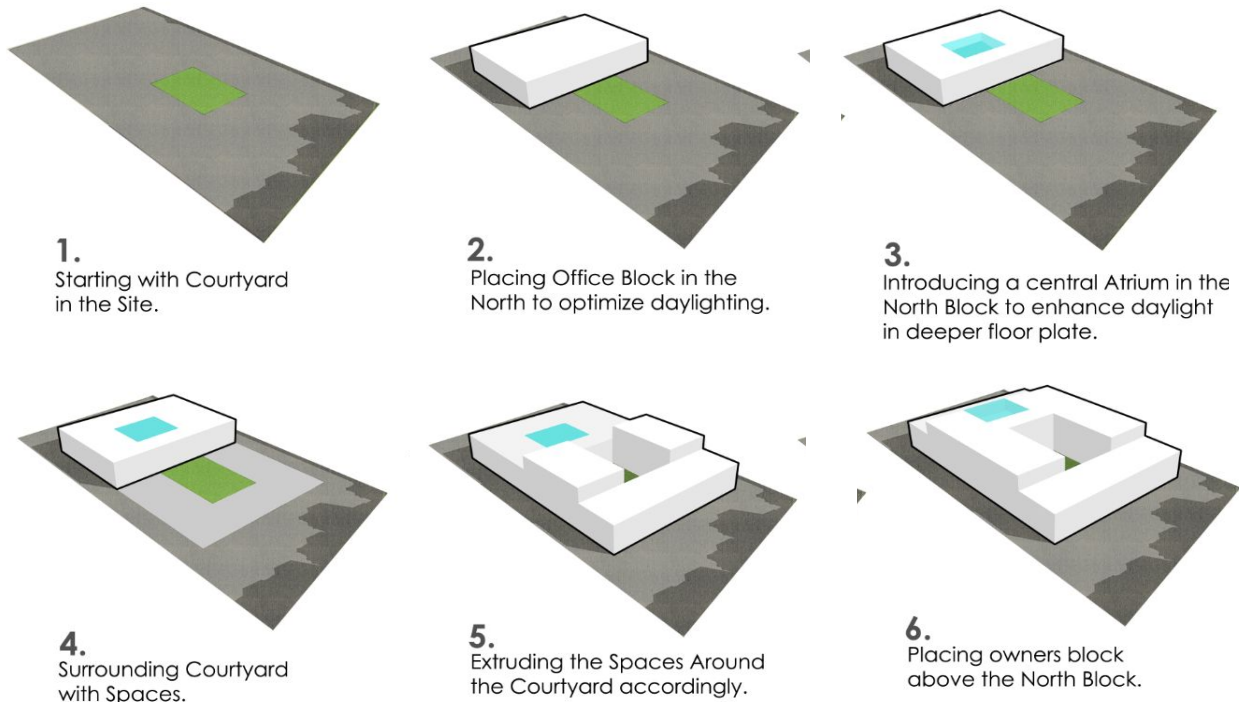 1.
Starting with Courtyard
in the Site.
2.
Placing Office Block in the
North to optimize daylighting.
3.
Introducing a central Atrium in the
North Block to enhance daylight
in deeper floor plate.
4.
Surrounding Courtyard
with Spaces.
5.
Extruding the Spaces Around
the Courtyard accordingly.
6.
Placing owners block
above the North Block.